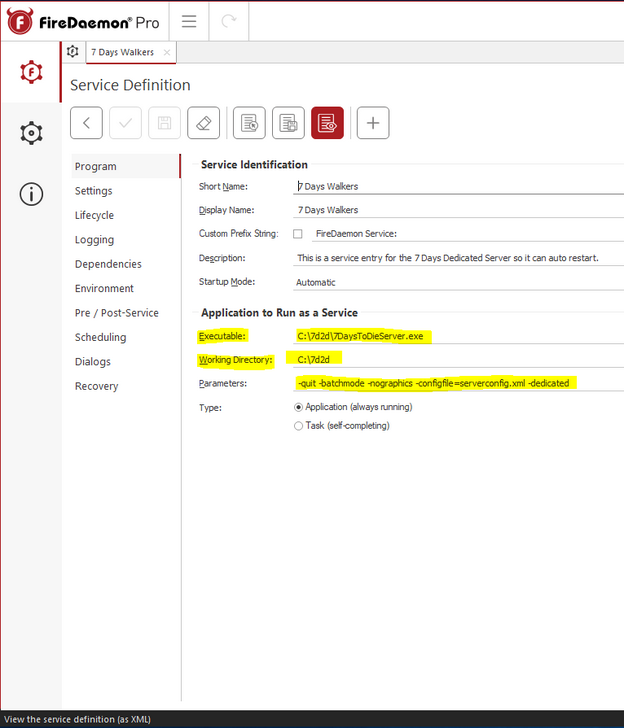 FireDaemon® Pro
7 Days Walkers ×
Service Definition
Program
Settings
Lifecycle
Logging
Dependencies
Environment
Pre / Post-Service
Scheduling
Dialogs
Recovery
Service Identification
Short Name: 7 Days Walkers
Display Name: 7 Days Walkers
Custom Prefix String: FireDaemon Service:
Description: This is a service entry for the 7 Days Dedicated Server so it can auto restart.
Startup Mode: Automatic
Application to Run as a Service
Executable: C:\7d2d\7DaysToDieServer.exe
Working Directory: C:\7d2d
Parameters: -quit -batchmode -nographics -configfile=serverconfig.xml -dedicated
Type: Application (always running)
Task (self-completing)
View the service definition (as XML)